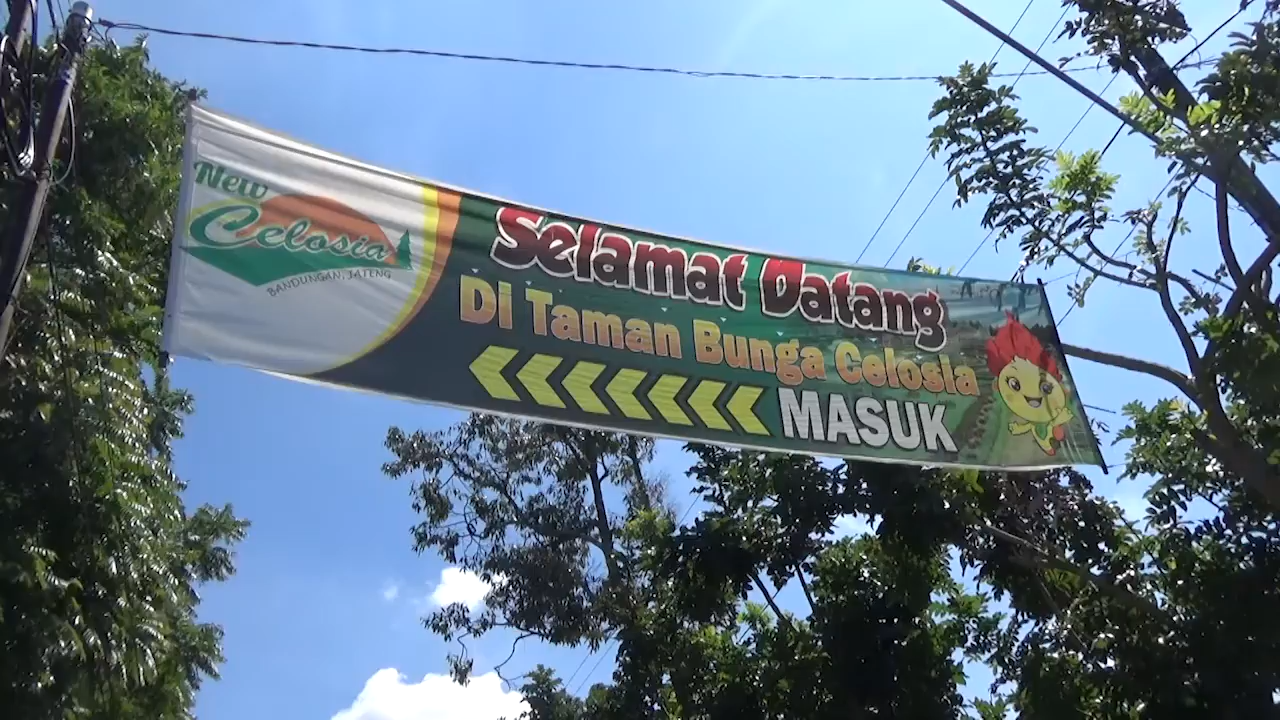 New
Celosia
BANDUNGAN, JATENG
Selamat Datang
Di Taman Bunga Celosia
MASUK